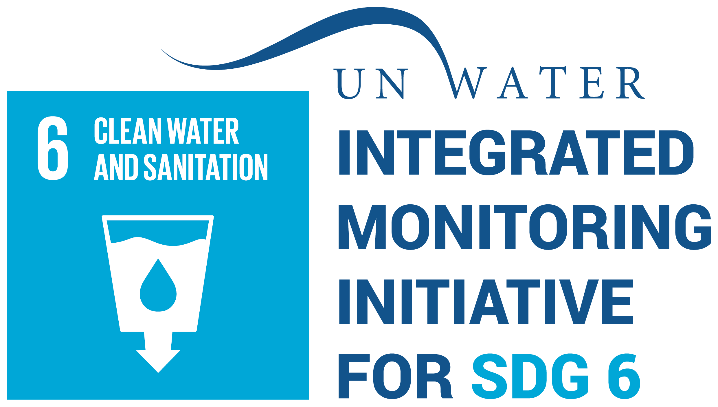 UN WATER
6 CLEAN WATER
AND SANITATION
INTEGRATED
MONITORING
INITIATIVE
FOR SDG 6